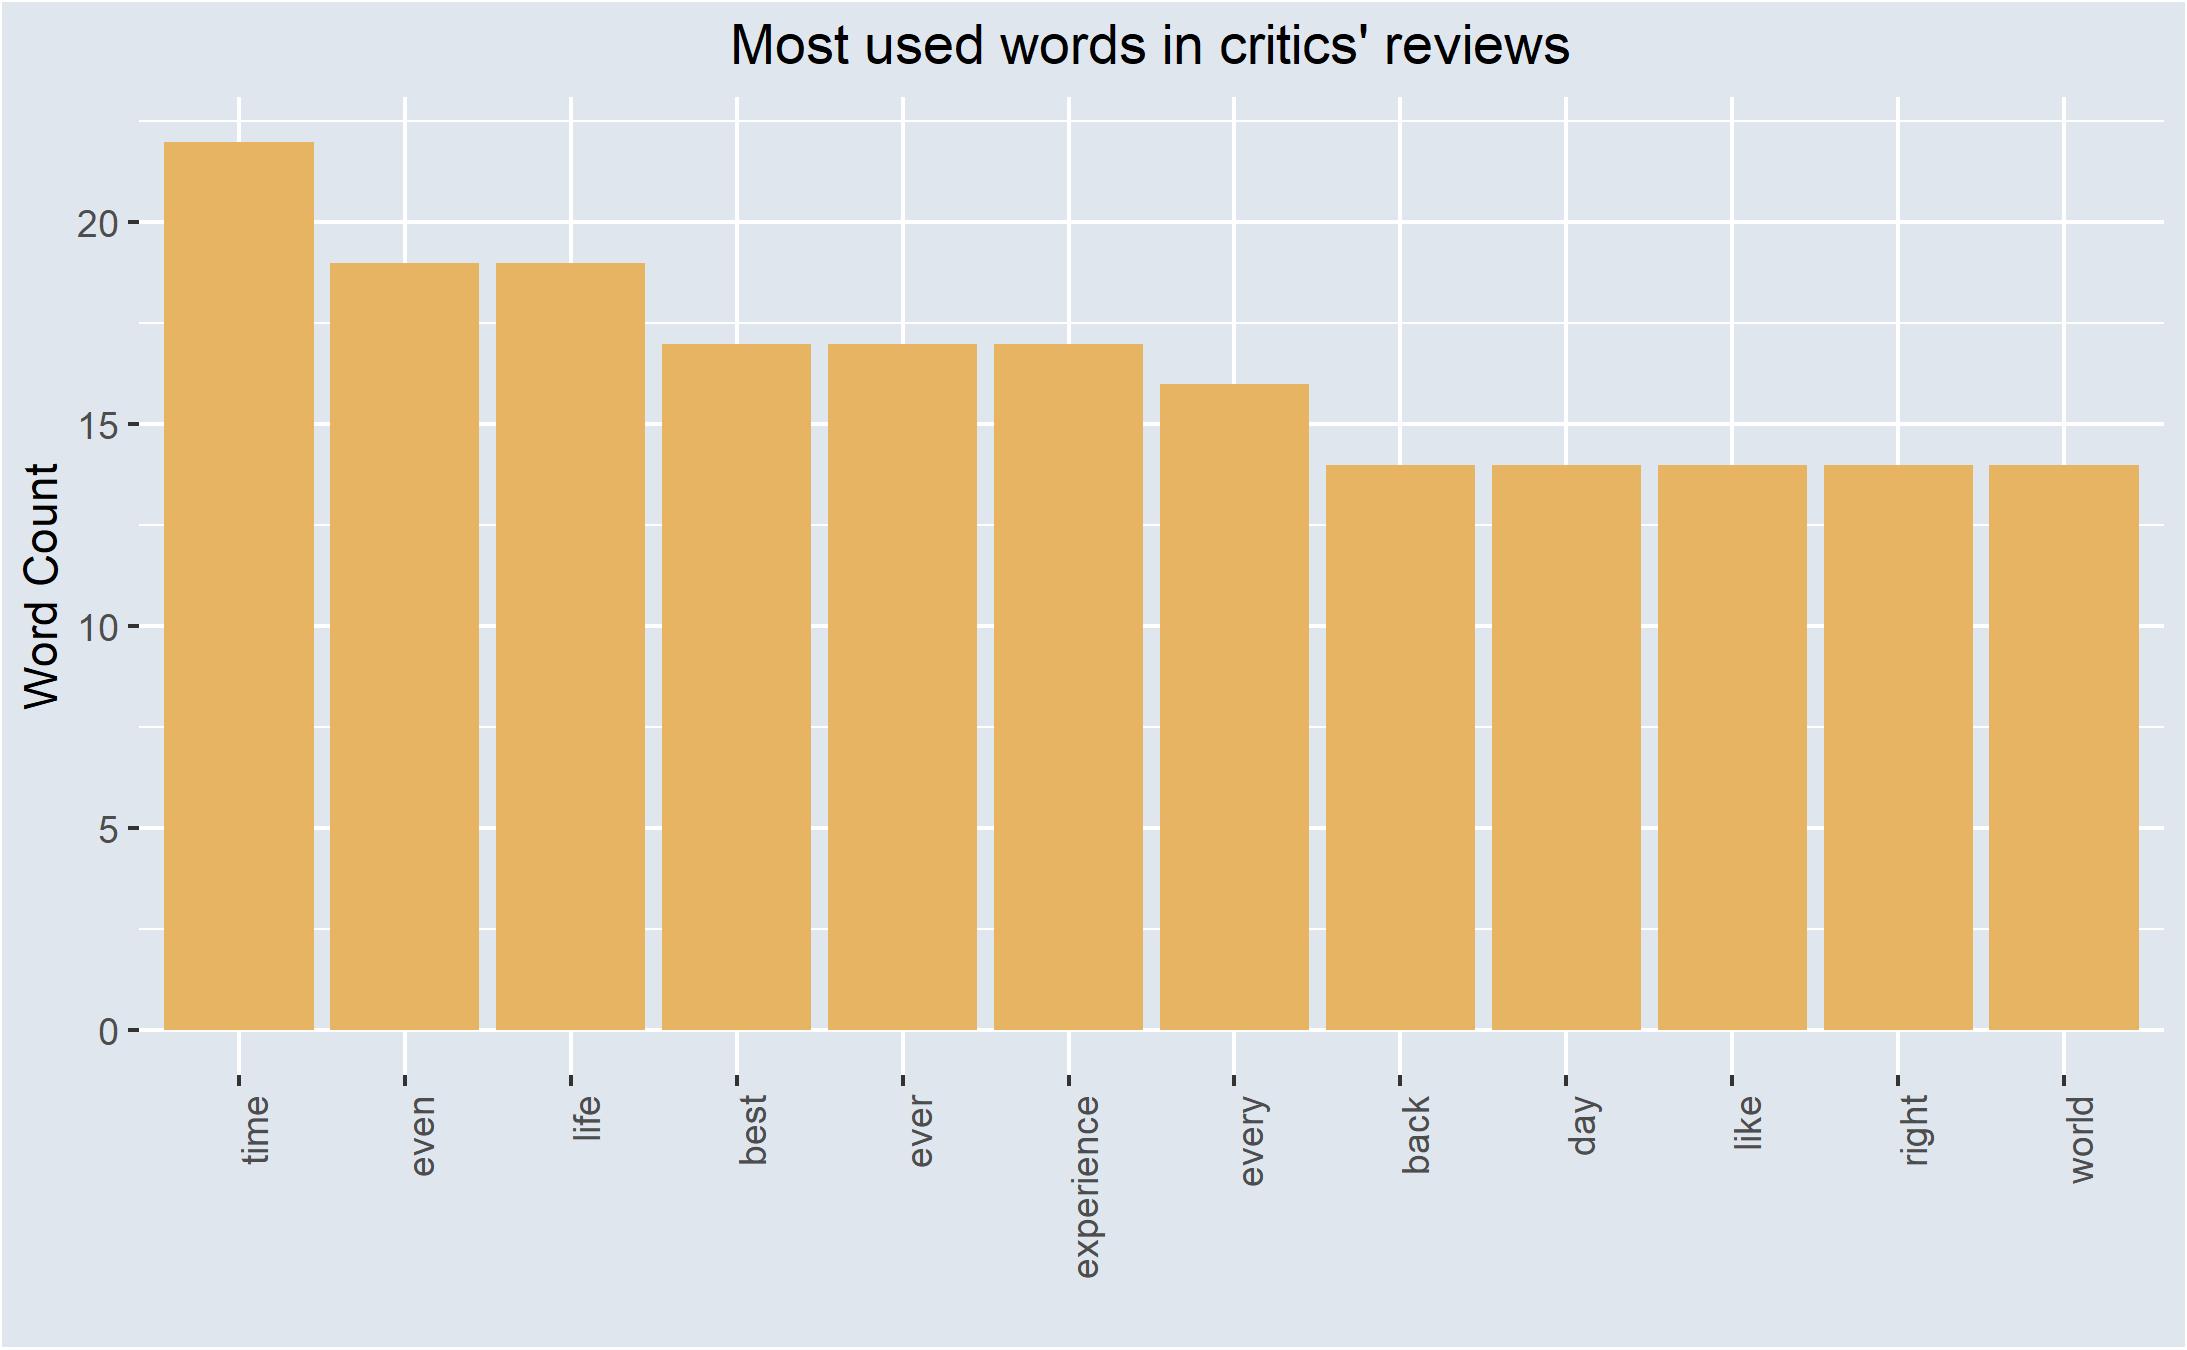 Most used words in critics' reviews
Word Count
20
15
10
5
0
time
even
life
best
ever
experience
every
back
day
like
right
world